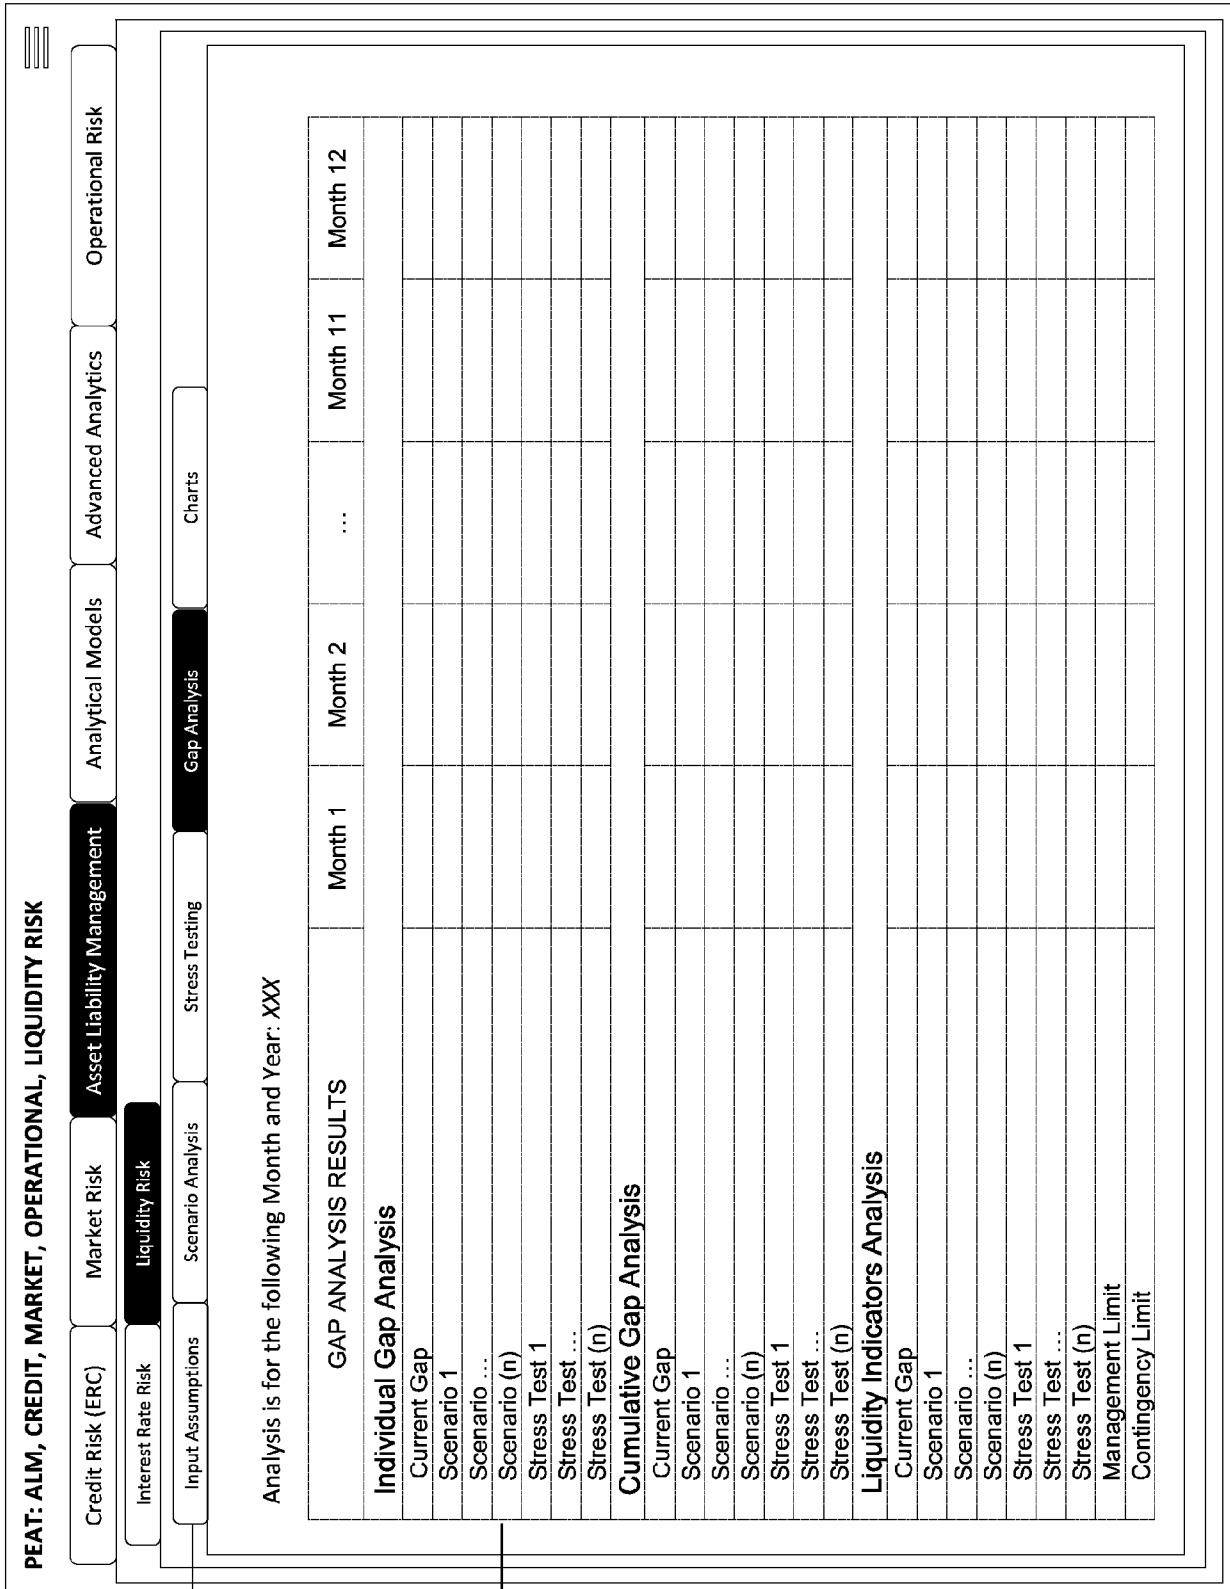 PEAT: ALM, CREDIT, MARKET, OPERATIONAL, LIQUIDITY RISK
Credit Risk (ERC) Market Risk Asset Liability Management Analytical Models Advanced Analytics Operational Risk
Interest Rate Risk Liquidity Risk
Input Assumptions Scenario Analysis Stress Testing Gap Analysis Charts
Analysis is for the following Month and Year: XXX
GAP ANALYSIS RESULTS Month 1 Month 2 ... Month 11 Month 12
Individual Gap Analysis
Current Gap
Scenario 1
Scenario ...
Scenario (n)
Stress Test 1
Stress Test ...
Stress Test (n)
Cumulative Gap Analysis
Current Gap
Scenario 1
Scenario ...
Scenario (n)
Stress Test 1
Stress Test ...
Stress Test (n)
Liquidity Indicators Analysis
Current Gap
Scenario 1
Scenario ...
Scenario (n)
Stress Test 1
Stress Test ...
Stress Test (n)
Management Limit
Contingency Limit